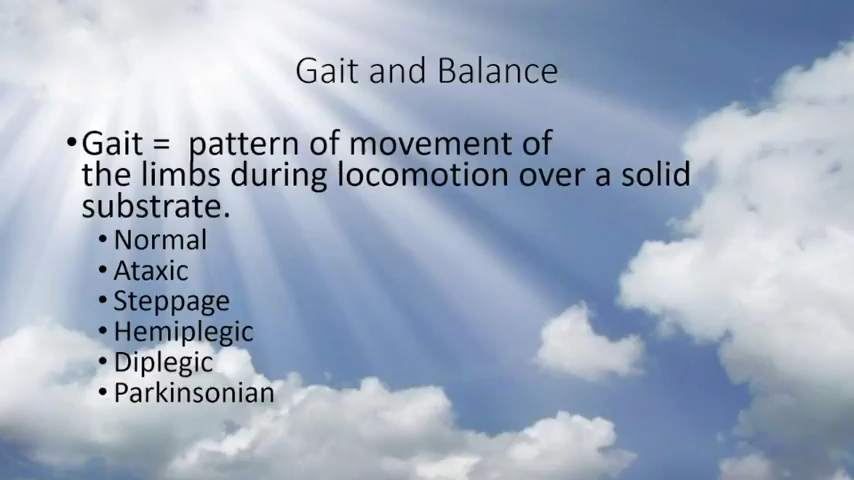 Gait and Balance
•Gait = pattern of movement of
the limbs during locomotion over a solid
substrate.
• Normal
• Ataxic
• Steppage
• Hemiplegic
• Diplegic
• Parkinsonian